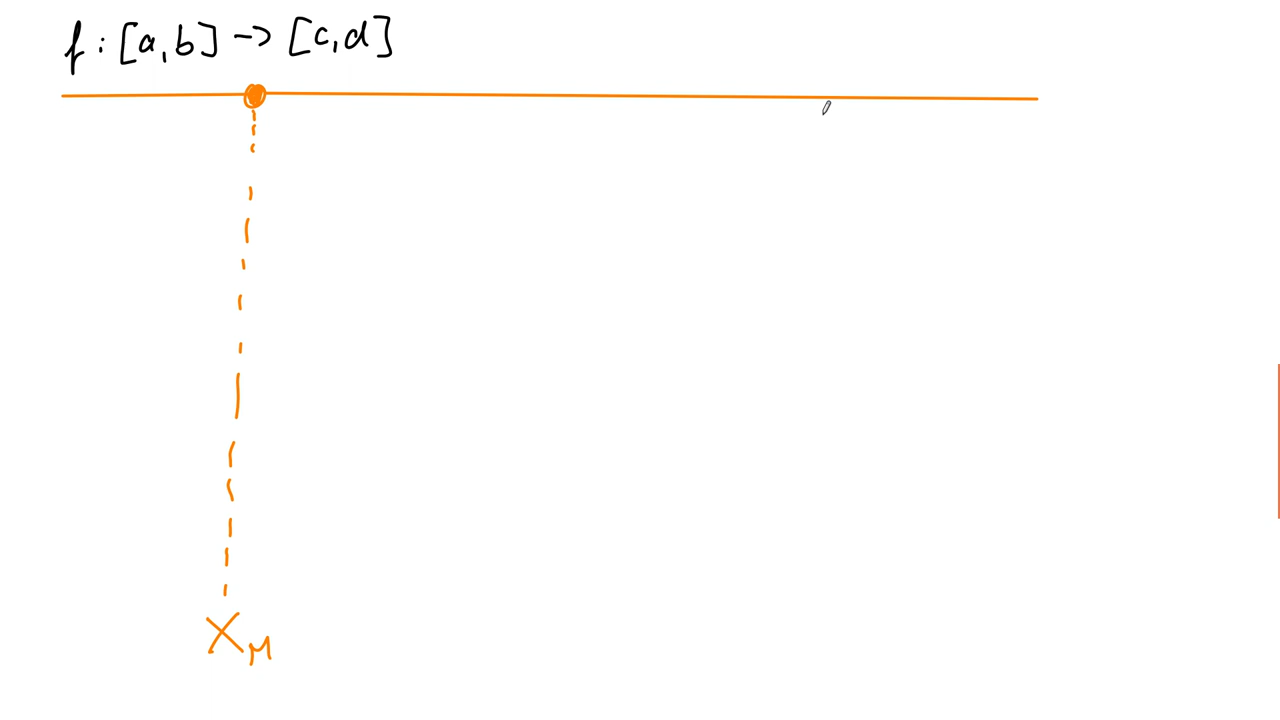 f : [a,b] → [c,d]
x_M